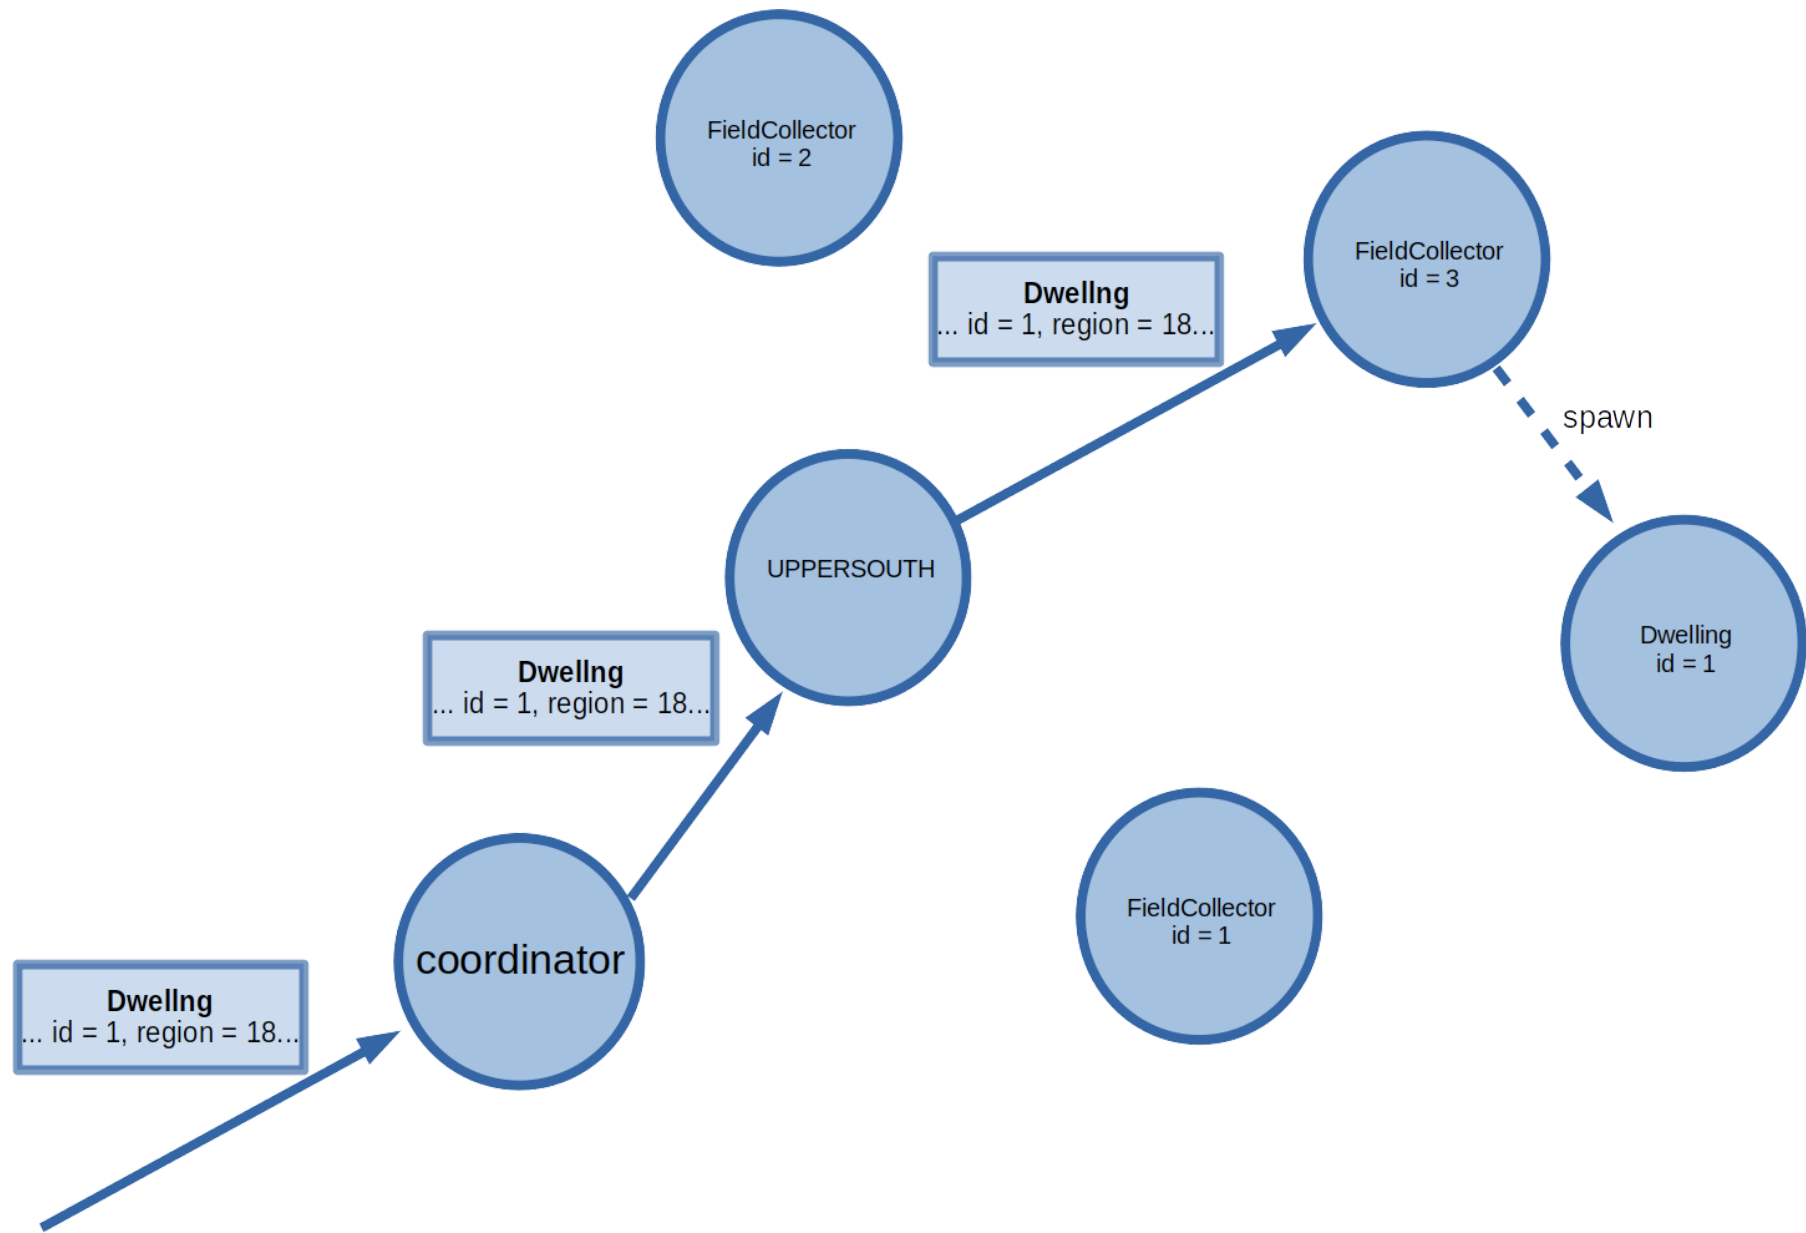 FieldCollector
id = 2
FieldCollector
id = 3
Dwellng
... id = 1, region = 18...
spawn
UPPERSOUTH
Dwelling
id = 1
Dwellng
... id = 1, region = 18...
FieldCollector
id = 1
coordinator
Dwellng
... id = 1, region = 18...